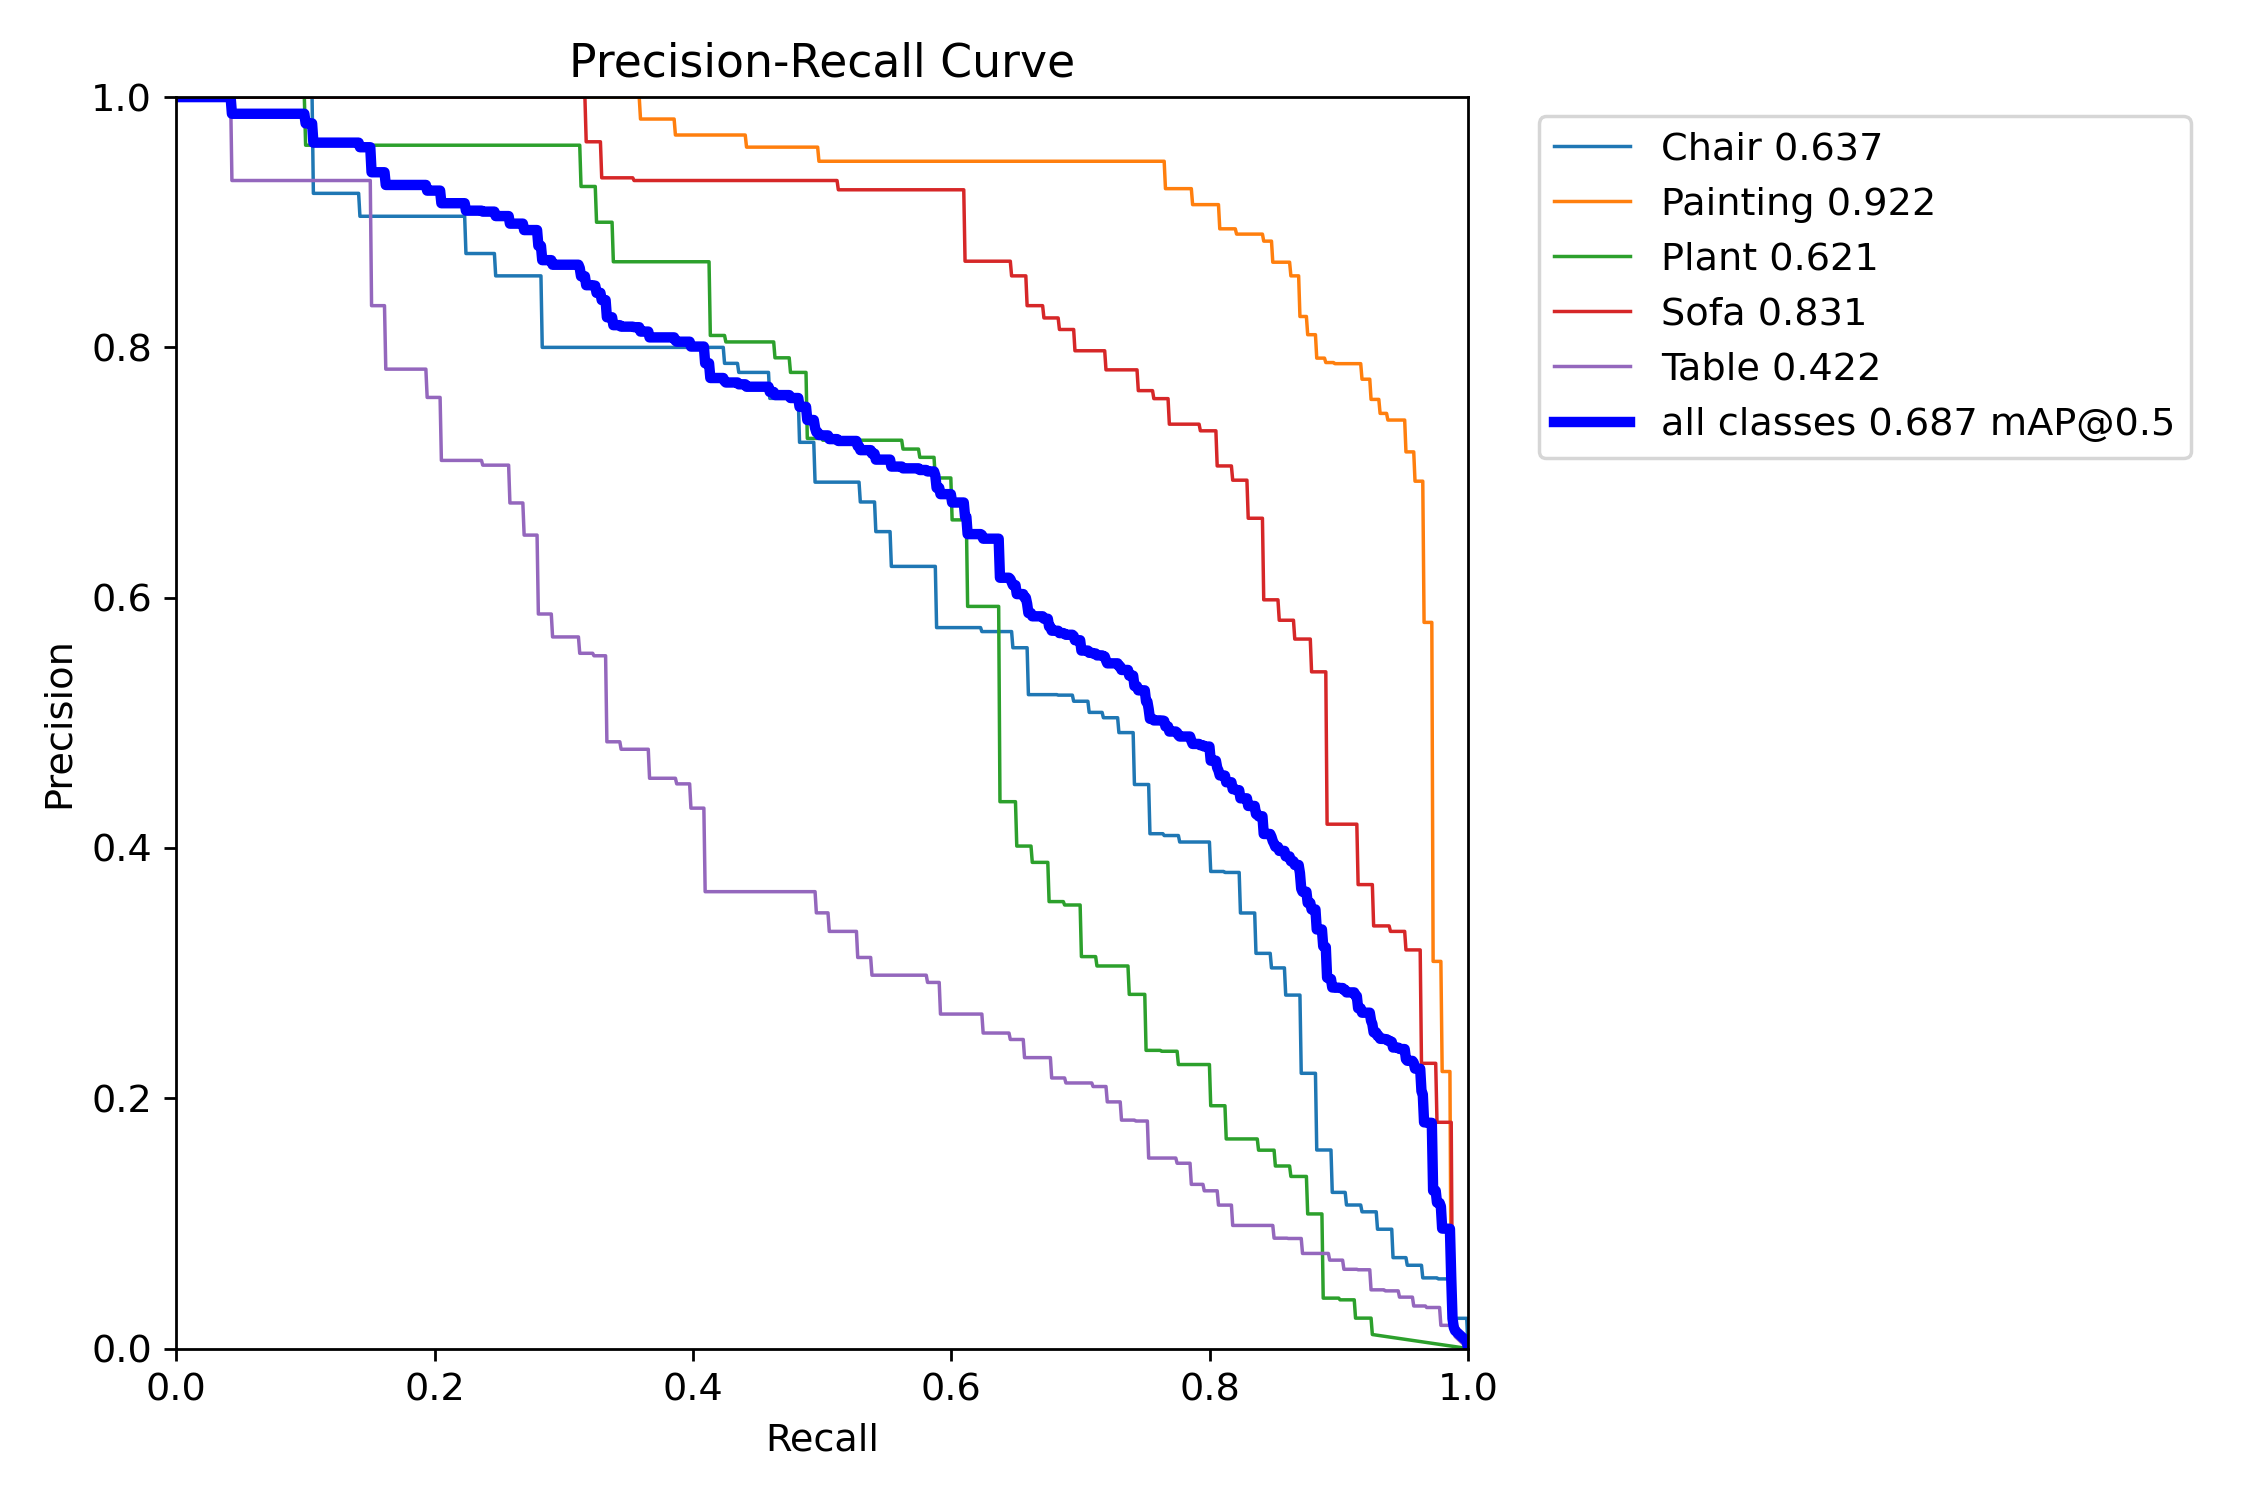 Precision-Recall Curve
1.0
0.8
0.6
0.4
0.2
0.0
Precision
0.0 0.2 0.4 0.6 0.8 1.0
Recall
Chair 0.637
Painting 0.922
Plant 0.621
Sofa 0.831
Table 0.422
all classes 0.687 mAP@0.5